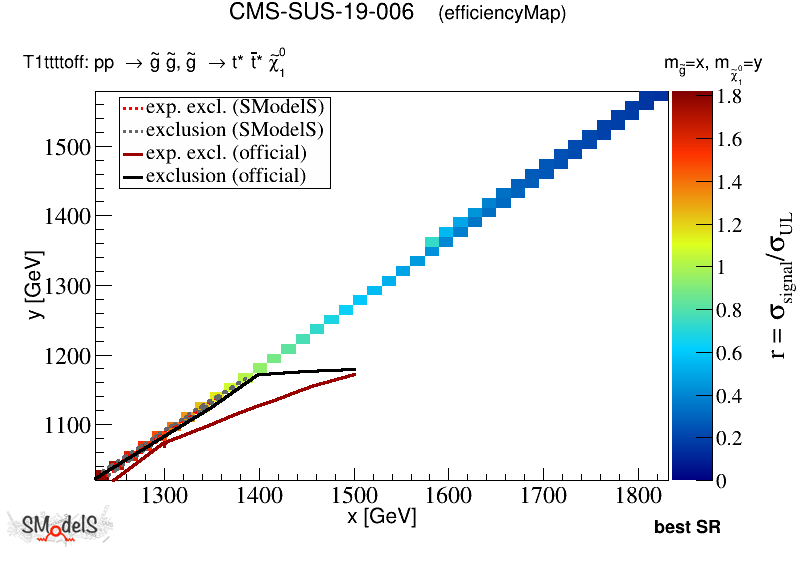 CMS-SUS-19-006 (efficiencyMap)
T1ttttoff: pp → g̃ g̃, g̃ → t* t̄* χ̃₁⁰
m_g̃=x, m_χ̃₁⁰=y
exp. excl. (SModelS)
exclusion (SModelS)
exp. excl. (official)
exclusion (official)
1500
1400
1300
1200
1100
y [GeV]
1300 1400 1500 1600 1700 1800
x [GeV]
1.8
1.6
1.4
1.2
1
0.8
0.6
0.4
0.2
0
r = σ_signal/σ_UL
SModelS
best SR